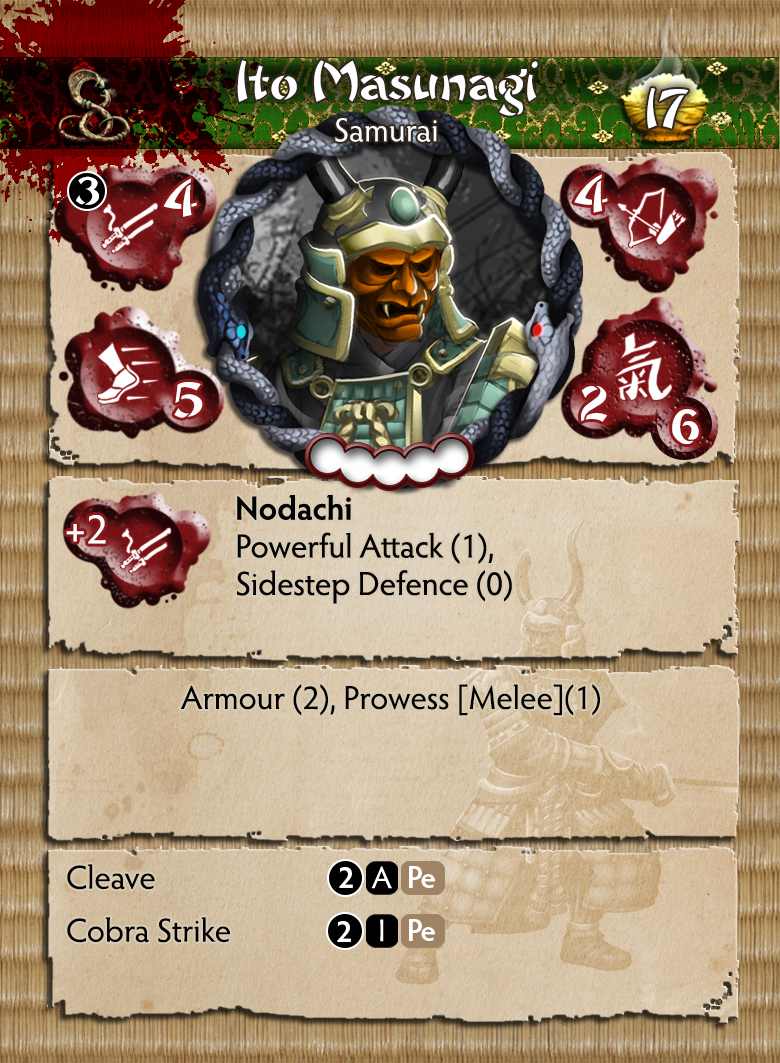 Ito Masunagi
17
Samurai
3 4
4
5
氣
2 6
+2
Nodachi
Powerful Attack (1),
Sidestep Defence (0)
Armour (2), Prowess [Melee](1)
Cleave 2 A Pe
Cobra Strike 2 I Pe